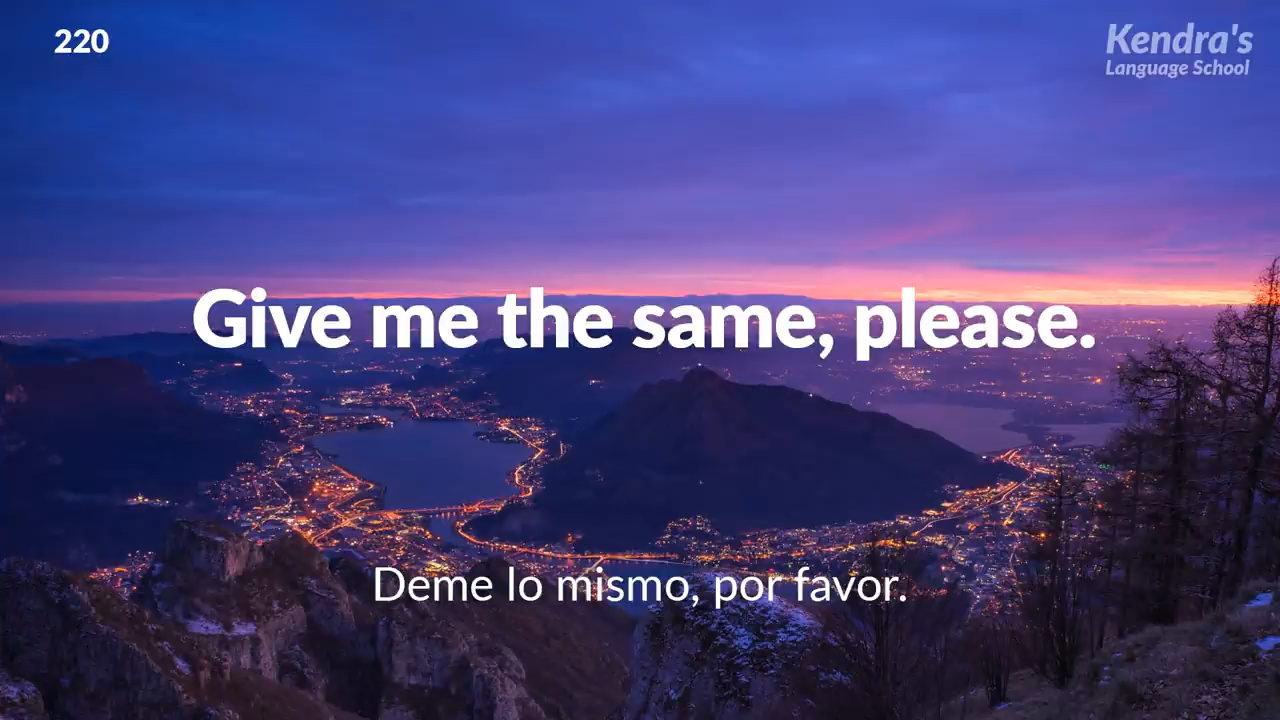 220
Kendra's
Language School
Give me the same, please.
Deme lo mismo, por favor.